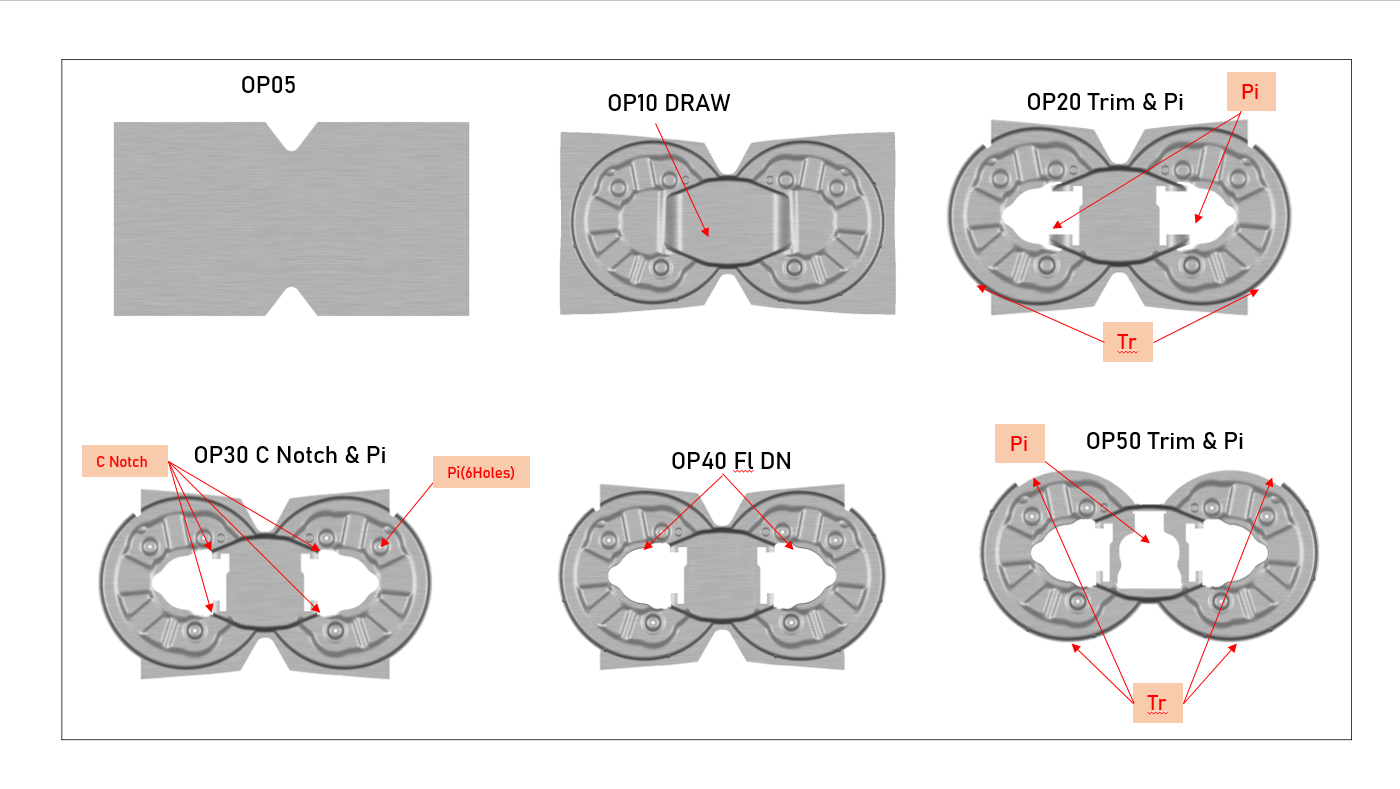 OP05
OP10 DRAW
OP20 Trim & Pi
Pi
Tr
C Notch
OP30 C Notch & Pi
Pi(6Holes)
OP40 Fl DN
Pi
OP50 Trim & Pi
Tr